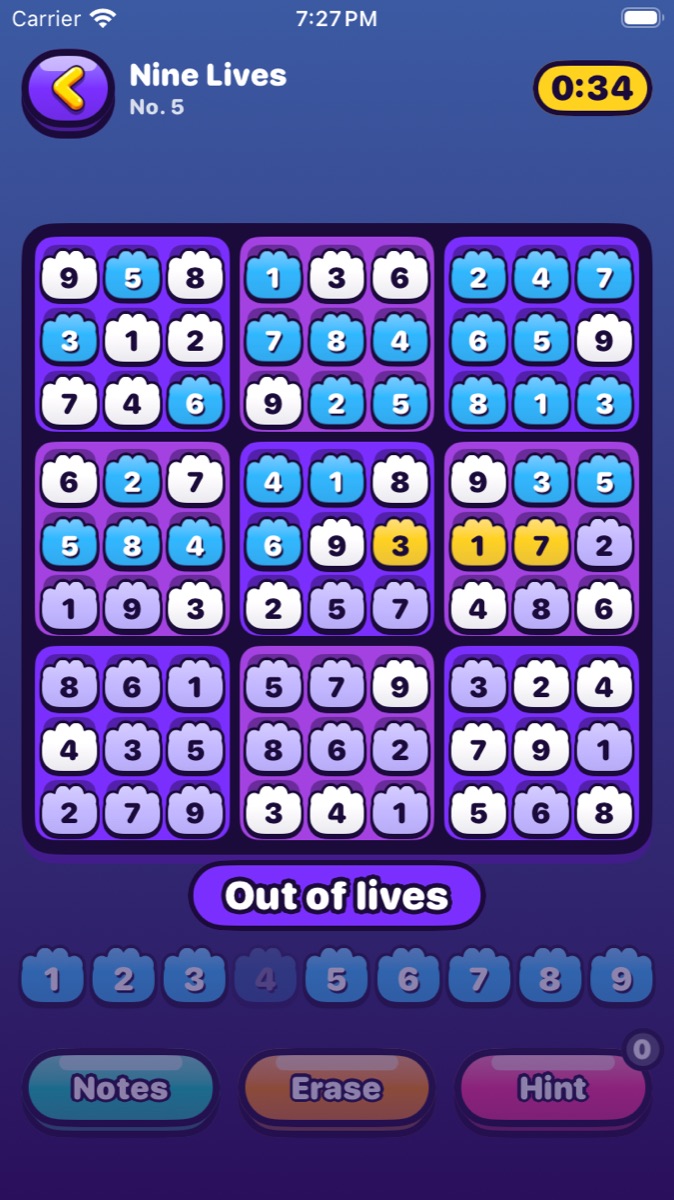 Carrier 7:27 PM
Nine Lives
No. 5
0:34
9 5 8 1 3 6 2 4 7
3 1 2 7 8 4 6 5 9
7 4 6 9 2 5 8 1 3
6 2 7 4 1 8 9 3 5
5 8 4 6 9 3 1 7 2
1 9 3 2 5 7 4 8 6
8 6 1 5 7 9 3 2 4
4 3 5 8 6 2 7 9 1
2 7 9 3 4 1 5 6 8
Out of lives
1 2 3 4 5 6 7 8 9
0
Notes Erase Hint